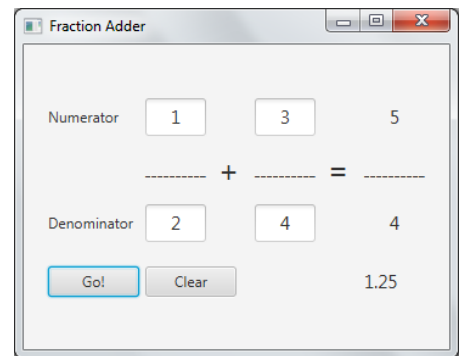 Fraction Adder
Numerator 1 3 5
---------- + ---------- = ----------
Denominator 2 4 4
Go! Clear 1.25